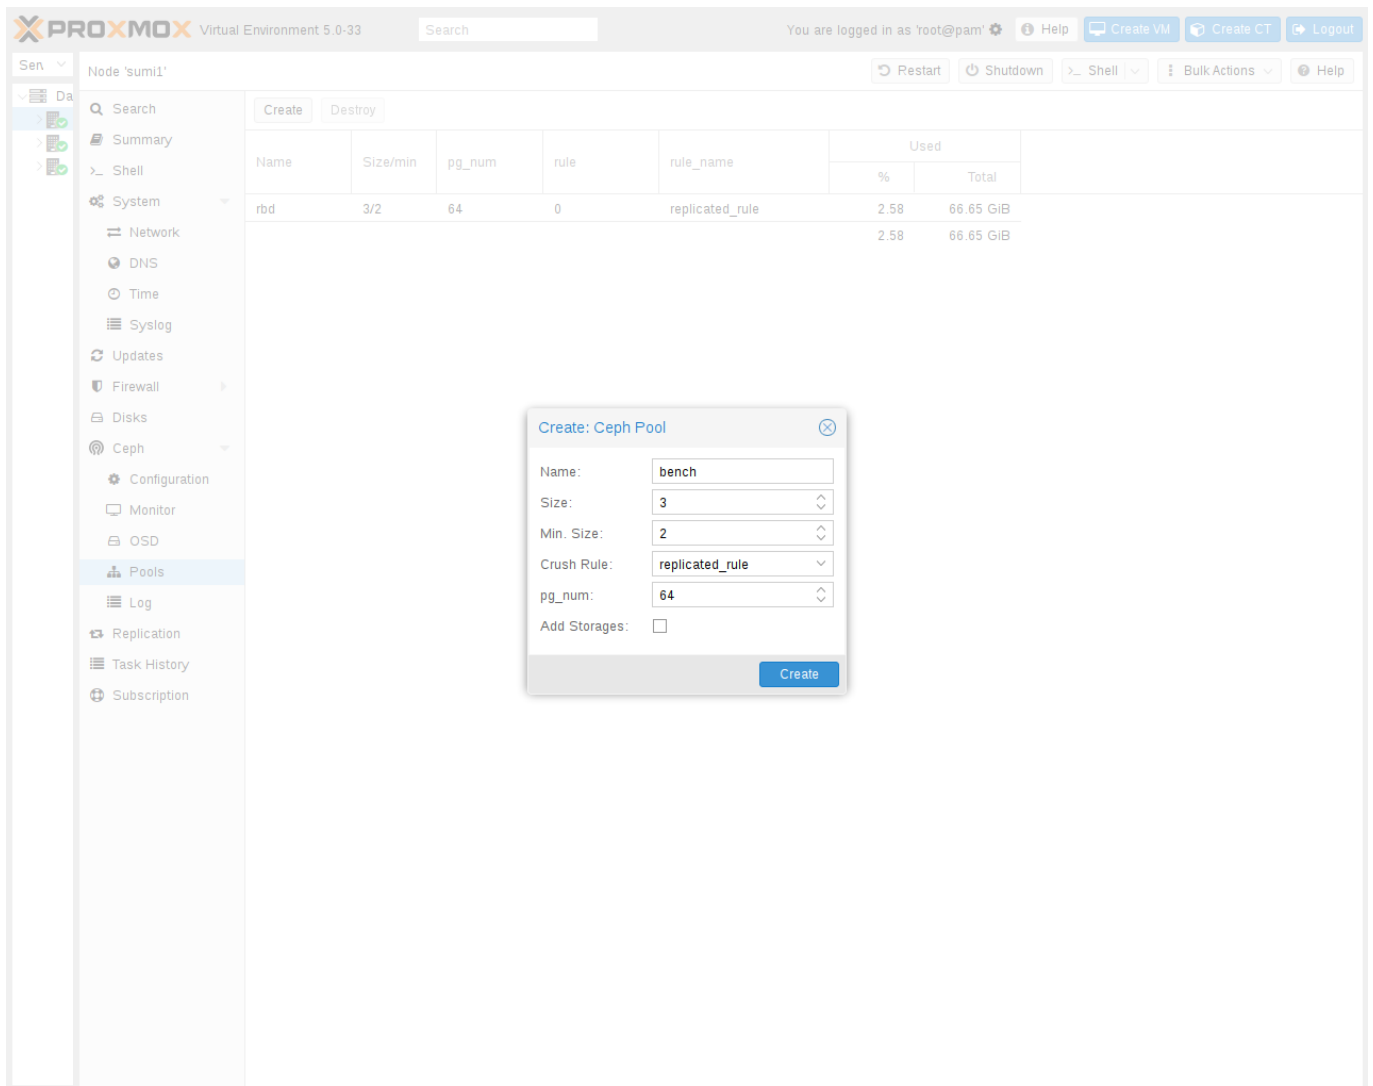 PROXMOX Virtual Environment 5.0-33 Search You are logged in as 'root@pam' Help Create VM Create CT Logout
Node 'sumi1' Restart Shutdown >_ Shell Bulk Actions Help
Da
Search
Summary
>_ Shell
System
Network
DNS
Time
Syslog
Updates
Firewall
Disks
Ceph
Configuration
Monitor
OSD
Pools
Log
Replication
Task History
Subscription
Create Destroy
Name Size/min pg_num rule rule_name Used
% Total
rbd 3/2 64 0 replicated_rule 2.58 66.65 GiB
2.58 66.65 GiB
Create: Ceph Pool
Name: bench
Size: 3
Min. Size: 2
Crush Rule: replicated_rule
pg_num: 64
Add Storages:
Create